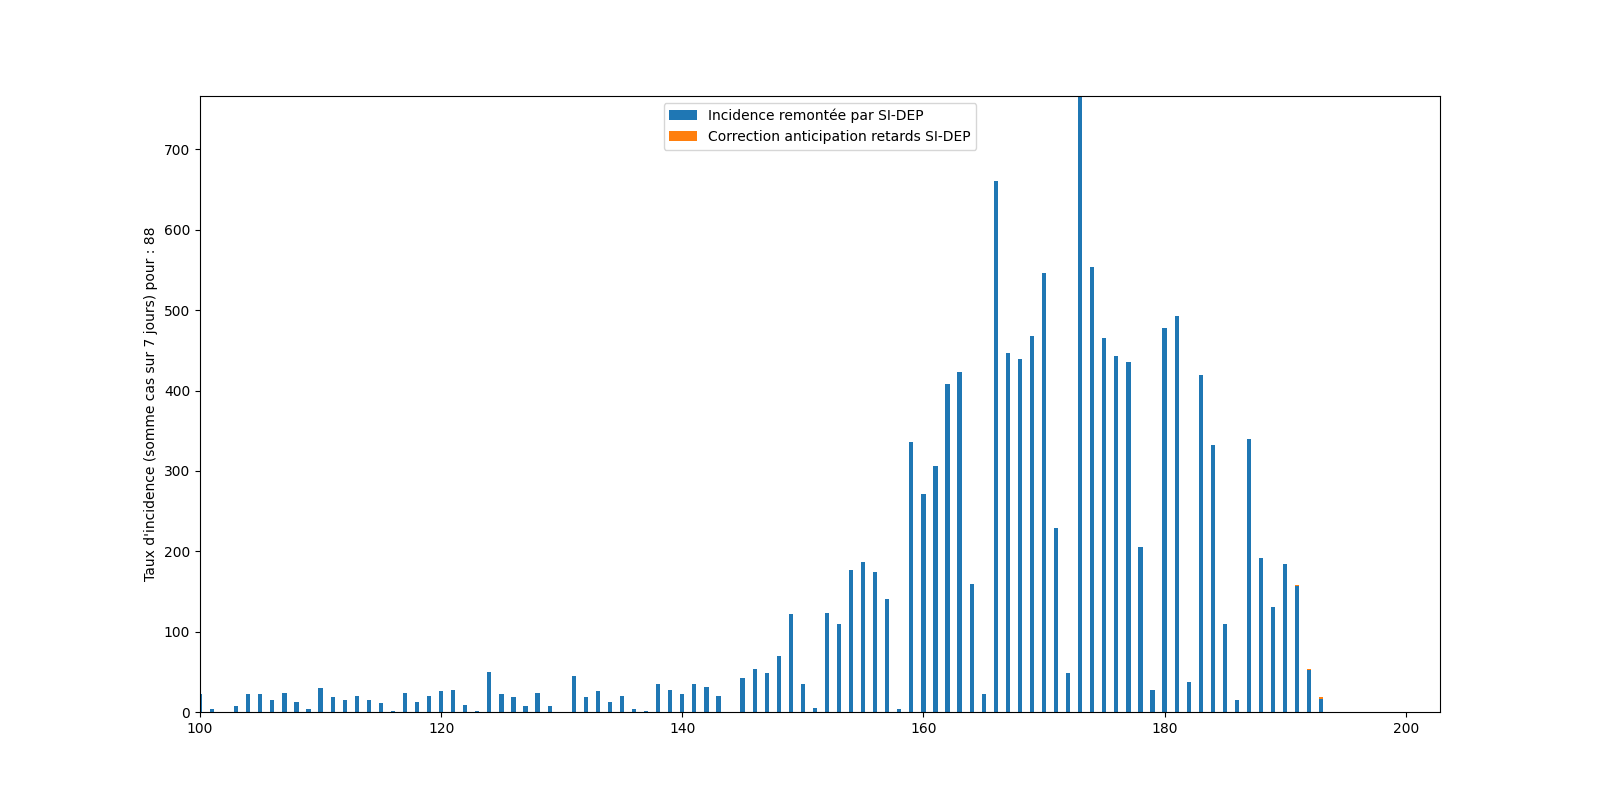 Incidence remontée par SI-DEP
Correction anticipation retards SI-DEP
Taux d'incidence (somme cas sur 7 jours) pour : 88
700
600
500
400
300
200
100
0
100 120 140 160 180 200